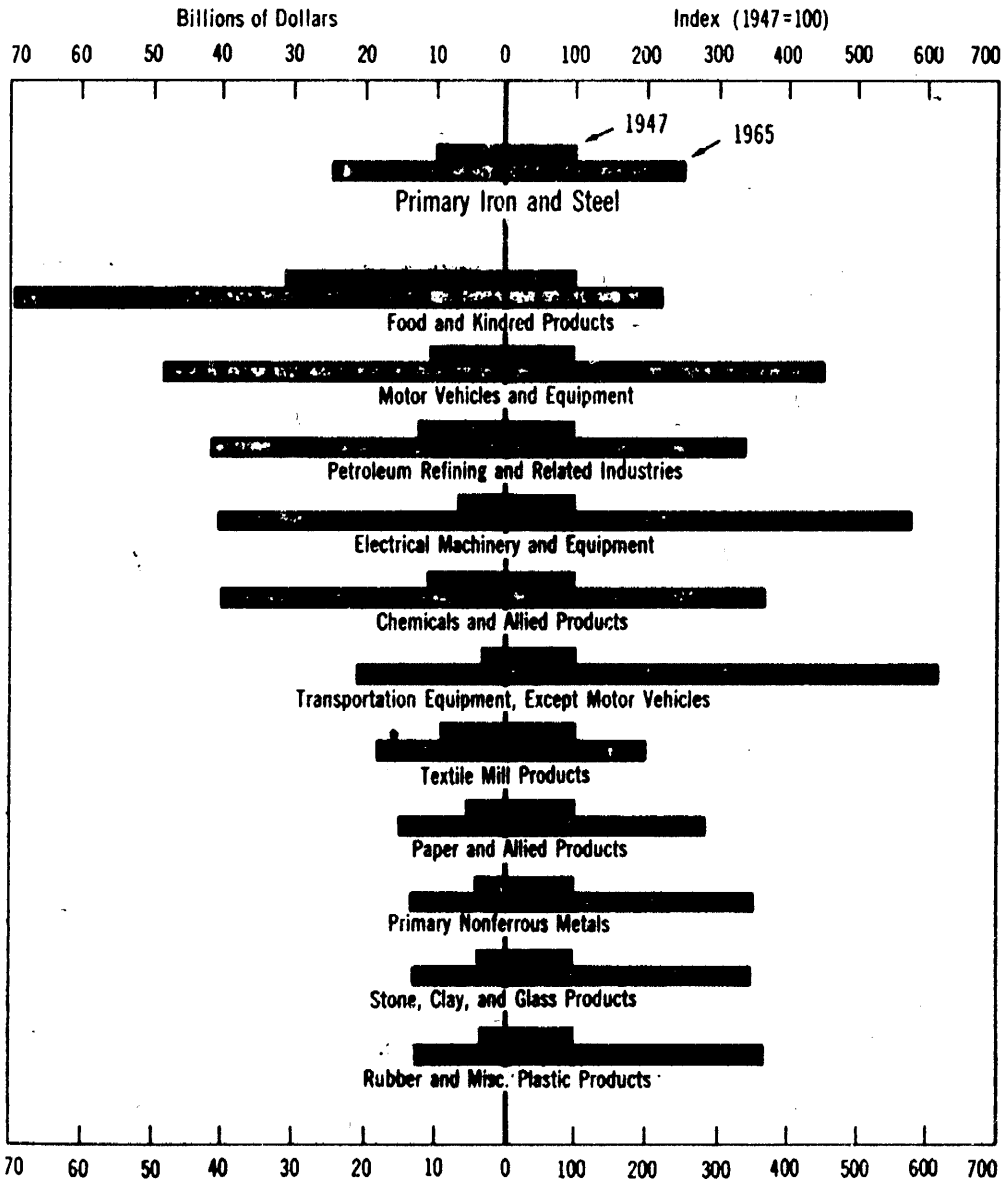 Billions of Dollars Index (1947=100)
70 60 50 40 30 20 10 0 100 200 300 400 500 600 700
1947
1965
Primary Iron and Steel
Food and Kindred Products
Motor Vehicles and Equipment
Petroleum Refining and Related Industries
Electrical Machinery and Equipment
Chemicals and Allied Products
Transportation Equipment, Except Motor Vehicles
Textile Mill Products
Paper and Allied Products
Primary Nonferrous Metals
Stone, Clay, and Glass Products
Rubber and Misc. Plastic Products
70 60 50 40 30 20 10 0 100 200 300 400 500 600 700